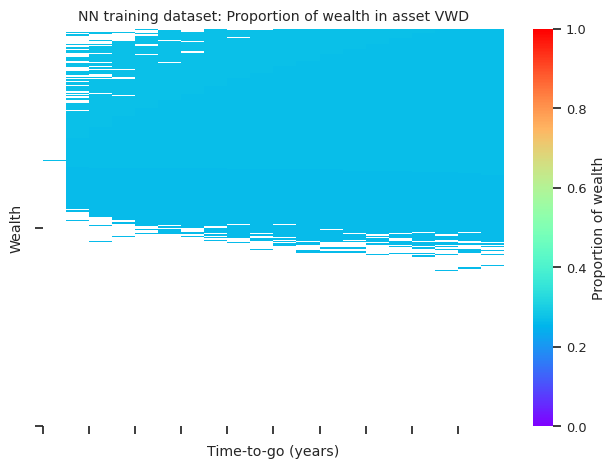 NN training dataset: Proportion of wealth in asset VWD
Wealth
Time-to-go (years)
1.0
0.8
0.6
0.4
0.2
0.0
Proportion of wealth